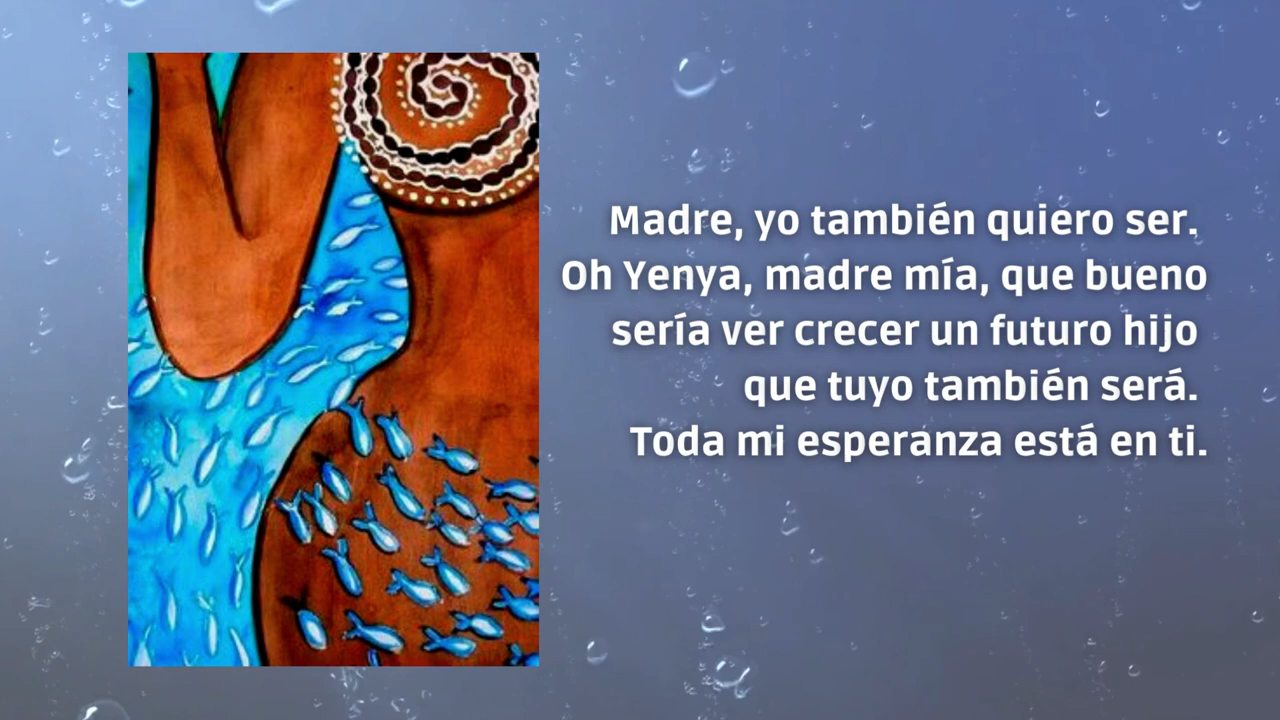 Madre, yo también quiero ser.
Oh Yenya, madre mía, que bueno
sería ver crecer un futuro hijo
que tuyo también será.
Toda mi esperanza está en ti.